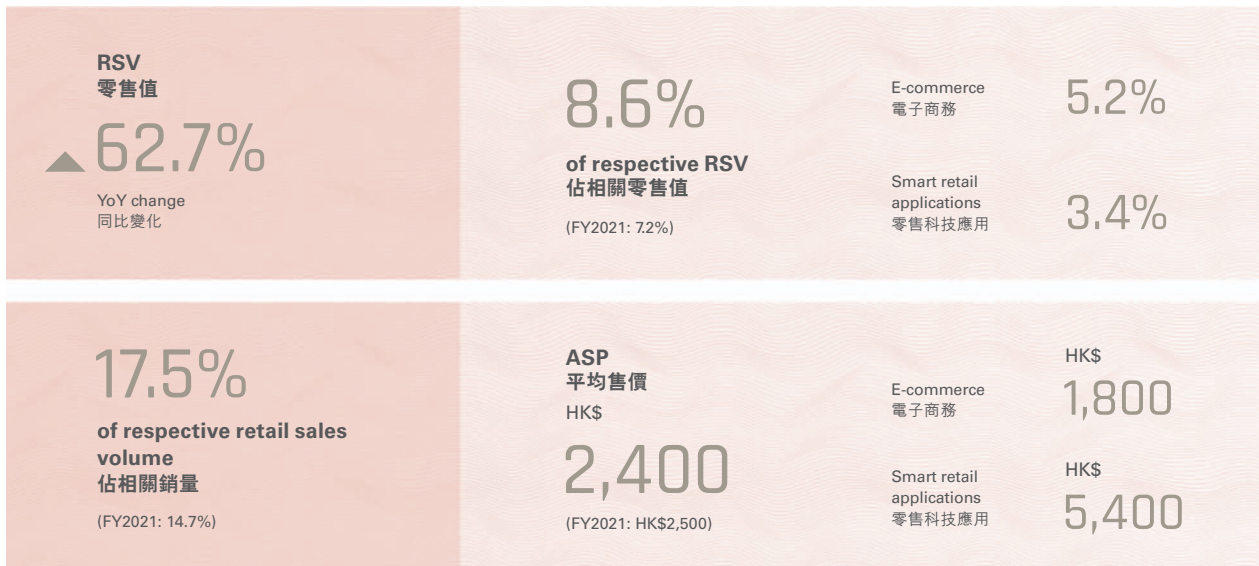 RSV
零售值
62.7%
YoY change
同比變化
8.6%
of respective RSV
佔相關零售值
(FY2021: 7.2%)
E-commerce
電子商務
5.2%
Smart retail
applications
零售科技應用
3.4%
17.5%
of respective retail sales
volume
佔相關銷量
(FY2021: 14.7%)
ASP
平均售價
HK$
2,400
(FY2021: HK$2,500)
E-commerce
電子商務
HK$
1,800
Smart retail
applications
零售科技應用
HK$
5,400